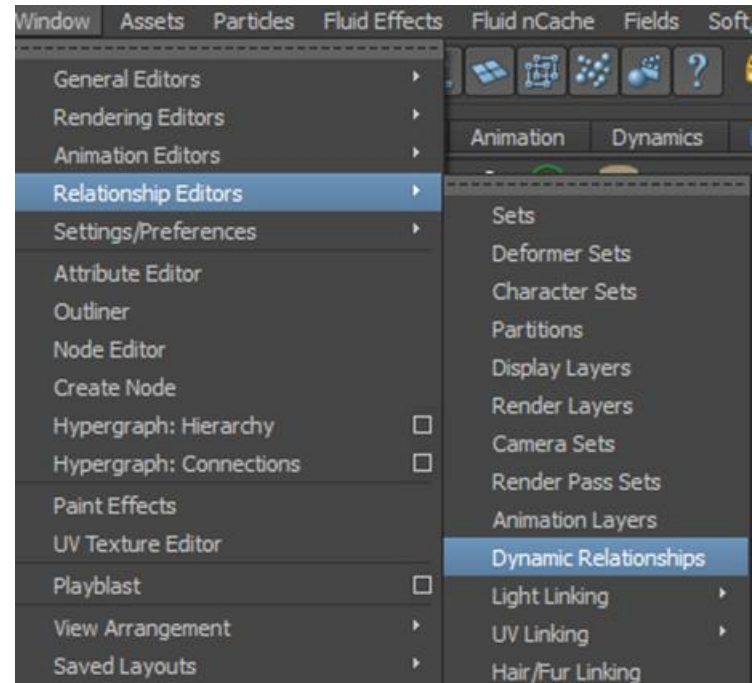 Window Assets Particles Fluid Effects Fluid nCache Fields Soft
Animation Dynamics
General Editors
Rendering Editors
Animation Editors
Relationship Editors
Settings/Preferences
Attribute Editor
Outliner
Node Editor
Create Node
Hypergraph: Hierarchy
Hypergraph: Connections
Paint Effects
UV Texture Editor
Playblast
View Arrangement
Saved Layouts
Sets
Deformer Sets
Character Sets
Partitions
Display Layers
Render Layers
Camera Sets
Render Pass Sets
Animation Layers
Dynamic Relationships
Light Linking
UV Linking
Hair/Fur Linking